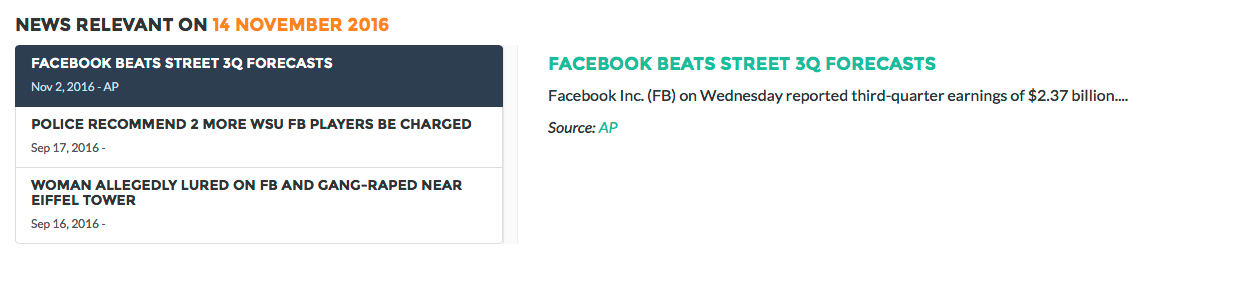 NEWS RELEVANT ON 14 NOVEMBER 2016
FACEBOOK BEATS STREET 3Q FORECASTS
Nov 2, 2016 - AP
POLICE RECOMMEND 2 MORE WSU FB PLAYERS BE CHARGED
Sep 17, 2016 -
WOMAN ALLEGEDLY LURED ON FB AND GANG-RAPED NEAR
EIFFEL TOWER
Sep 16, 2016 -
FACEBOOK BEATS STREET 3Q FORECASTS
Facebook Inc. (FB) on Wednesday reported third-quarter earnings of $2.37 billion....
Source: AP